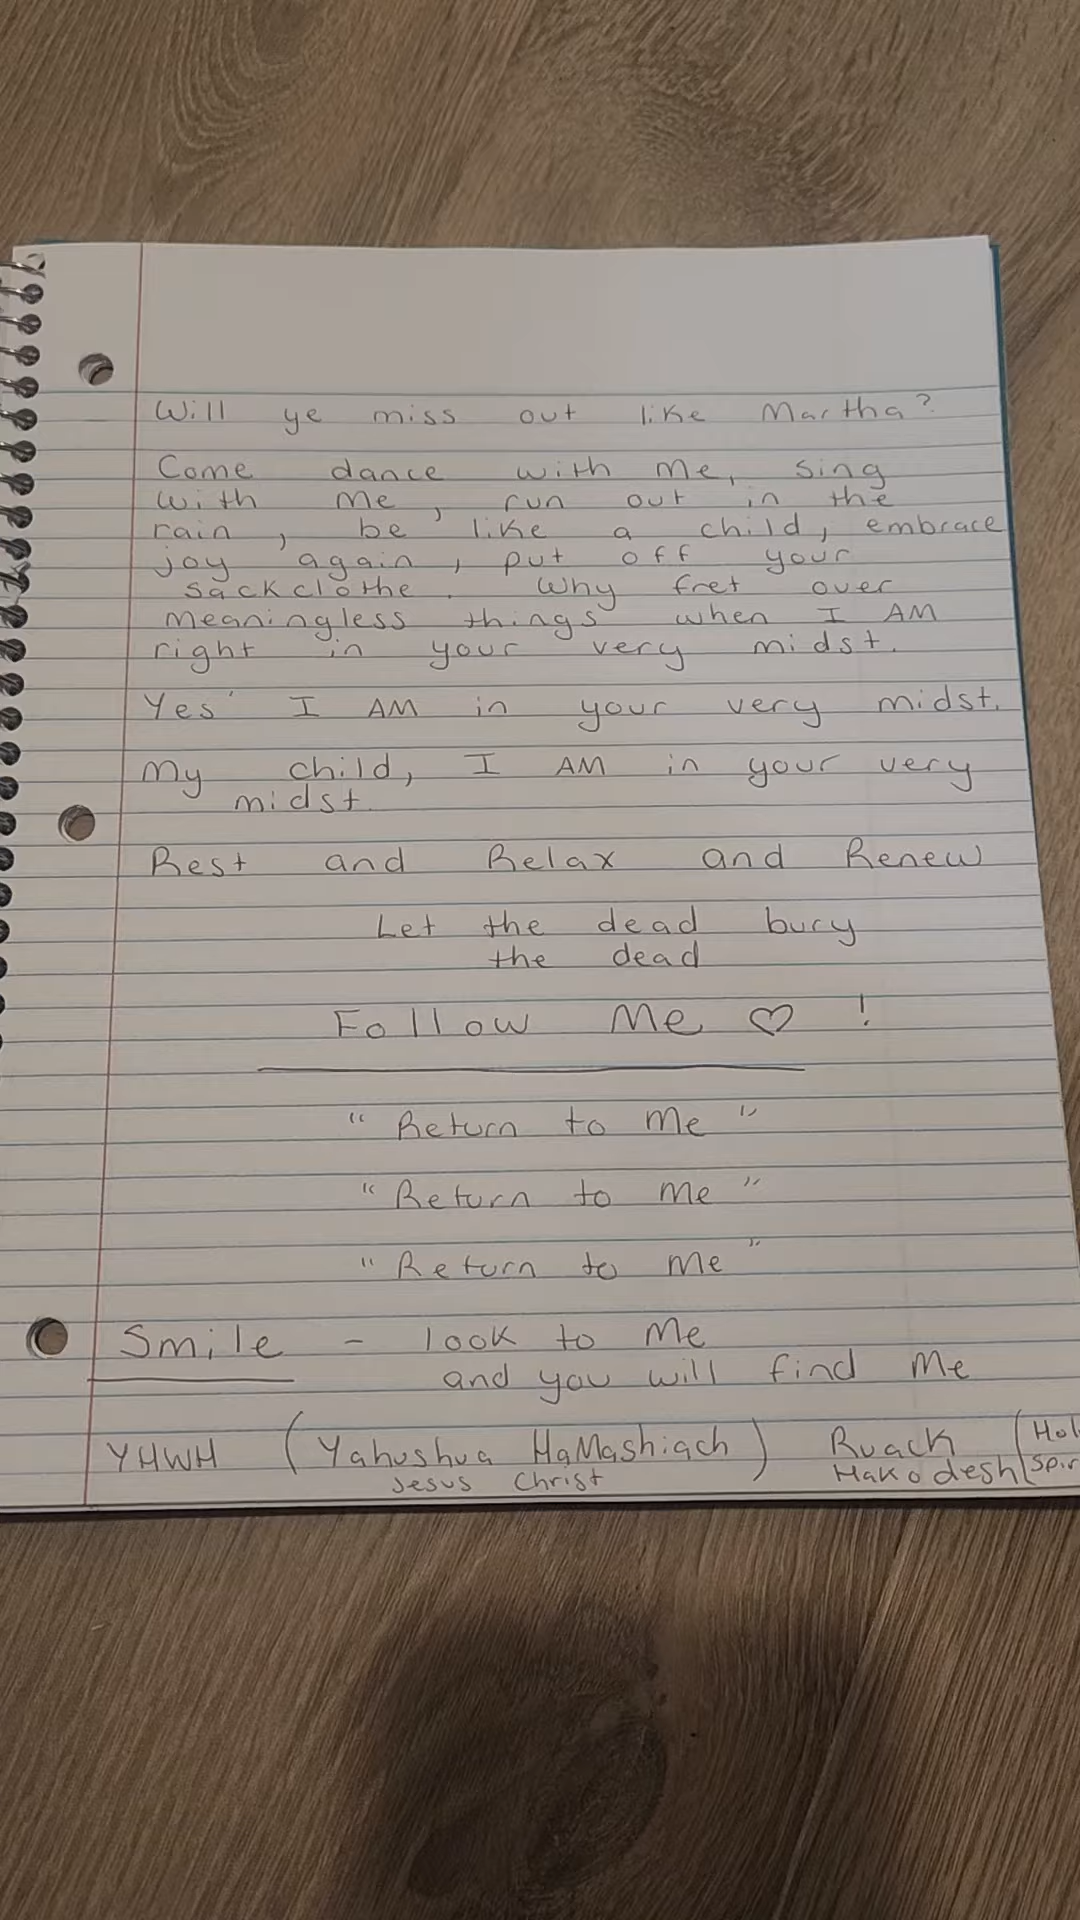 Will ye miss out like Martha?
Come dance with me, sing
with me, run out in the
rain, be like a child, embrace
joy again, put off your
sackclothe. Why fret over
meaningless things when I AM
right in your very midst.
Yes I AM in your very midst.
My child, I AM in your very
midst.
Rest and Relax and Renew
Let the dead bury
the dead
Follow Me ♡ !
"Return to Me"
"Return to Me"
"Return to Me"
Smile - look to Me
and you will find Me
YHWH (Yahushua HaMashiach) Ruach (Hol
Jesus Christ Hakodesh Spir